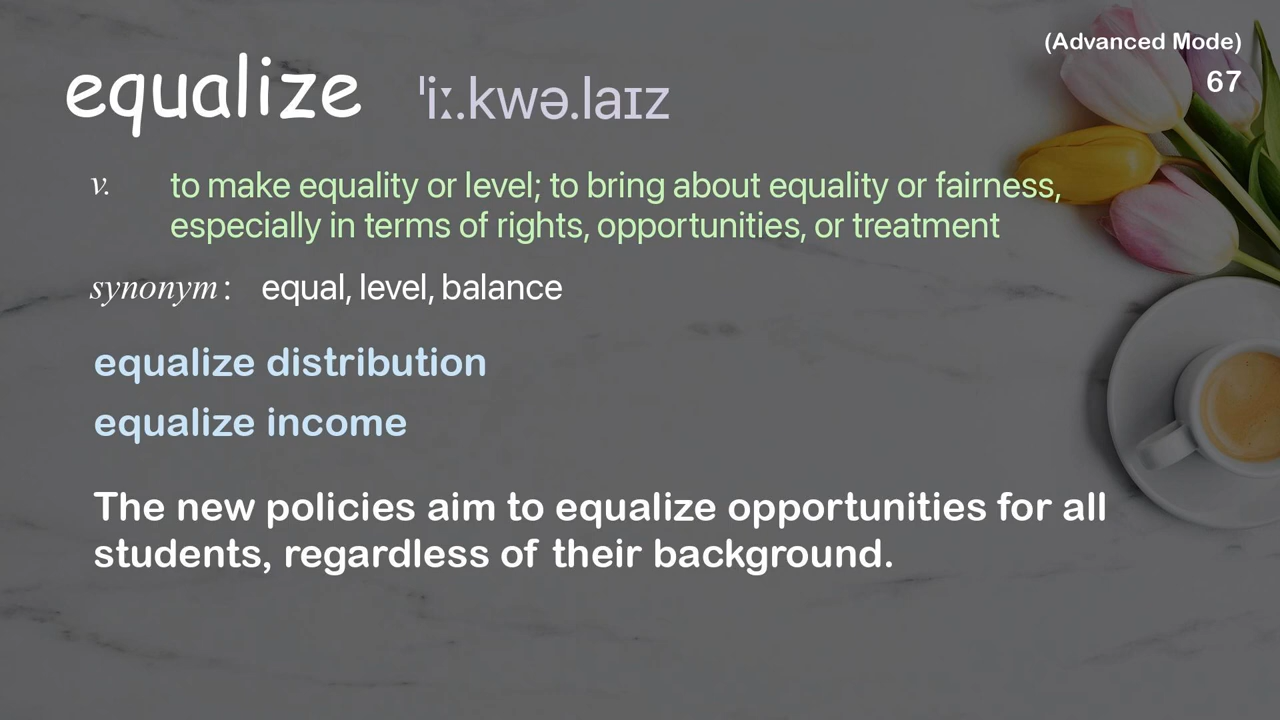 (Advanced Mode)
67
equalize ˈiː.kwə.laɪz
v. to make equality or level; to bring about equality or fairness,
especially in terms of rights, opportunities, or treatment
synonym: equal, level, balance
equalize distribution
equalize income
The new policies aim to equalize opportunities for all
students, regardless of their background.